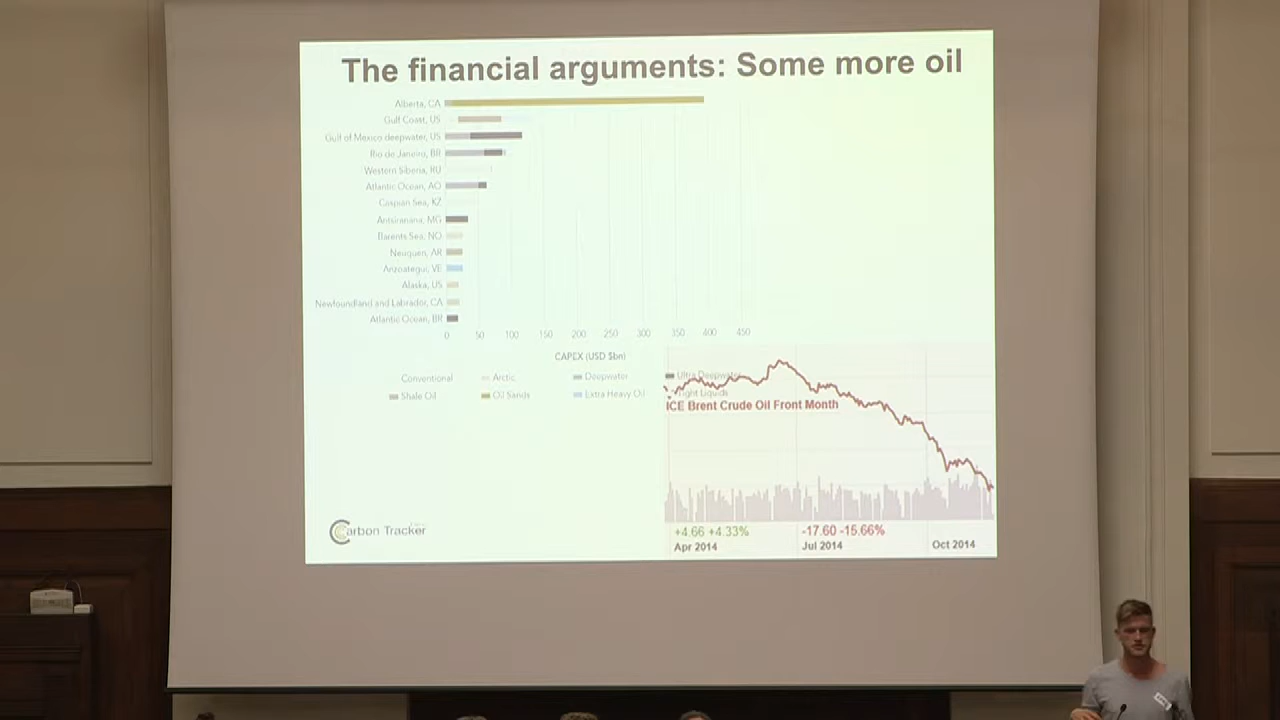 The financial arguments: Some more oil
Alberta, CA
Gulf Coast, US
Gulf of Mexico deepwater, US
Rio de Janeiro, BR
Western Siberia, RU
Atlantic Ocean, AO
Caspian Sea, KZ
Antsiranana, MG
Barents Sea, NO
Neuquen, AR
Anzoategui, VE
Alaska, US
Newfoundland and Labrador, CA
Atlantic Ocean, BR
0 50 100 150 200 250 300 350 400 450
CAPEX (USD $bn)
Conventional Arctic Deepwater Ultra Deepwater
Shale Oil Oil Sands Extra Heavy Oil Tight Liquids
ICE Brent Crude Oil Front Month
+4.66 +4.33% -17.60 -15.66%
Apr 2014 Jul 2014 Oct 2014
Carbon Tracker